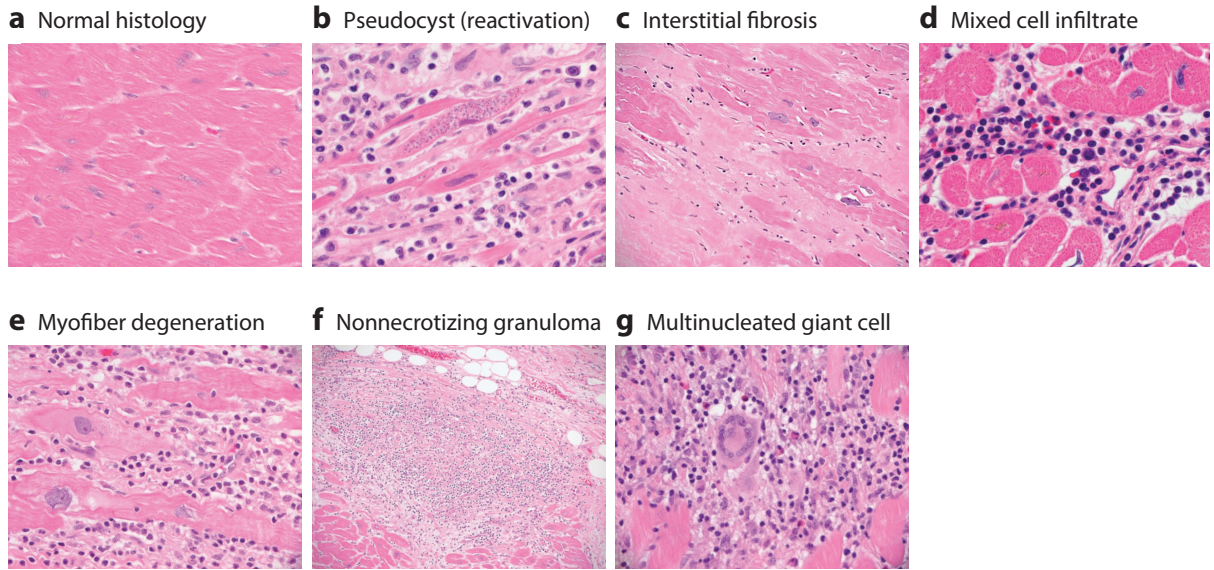 a Normal histology
b Pseudocyst (reactivation)
c Interstitial fibrosis
d Mixed cell infiltrate
e Myofiber degeneration
f Nonnecrotizing granuloma
g Multinucleated giant cell